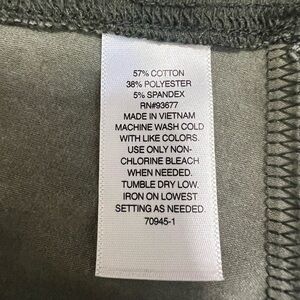 57% COTTON
38% POLYESTER
5% SPANDEX
RN#93677
MADE IN VIETNAM
MACHINE WASH COLD
WITH LIKE COLORS.
USE ONLY NON-
CHLORINE BLEACH
WHEN NEEDED.
TUMBLE DRY LOW.
IRON ON LOWEST
SETTING AS NEEDED.
70945-1